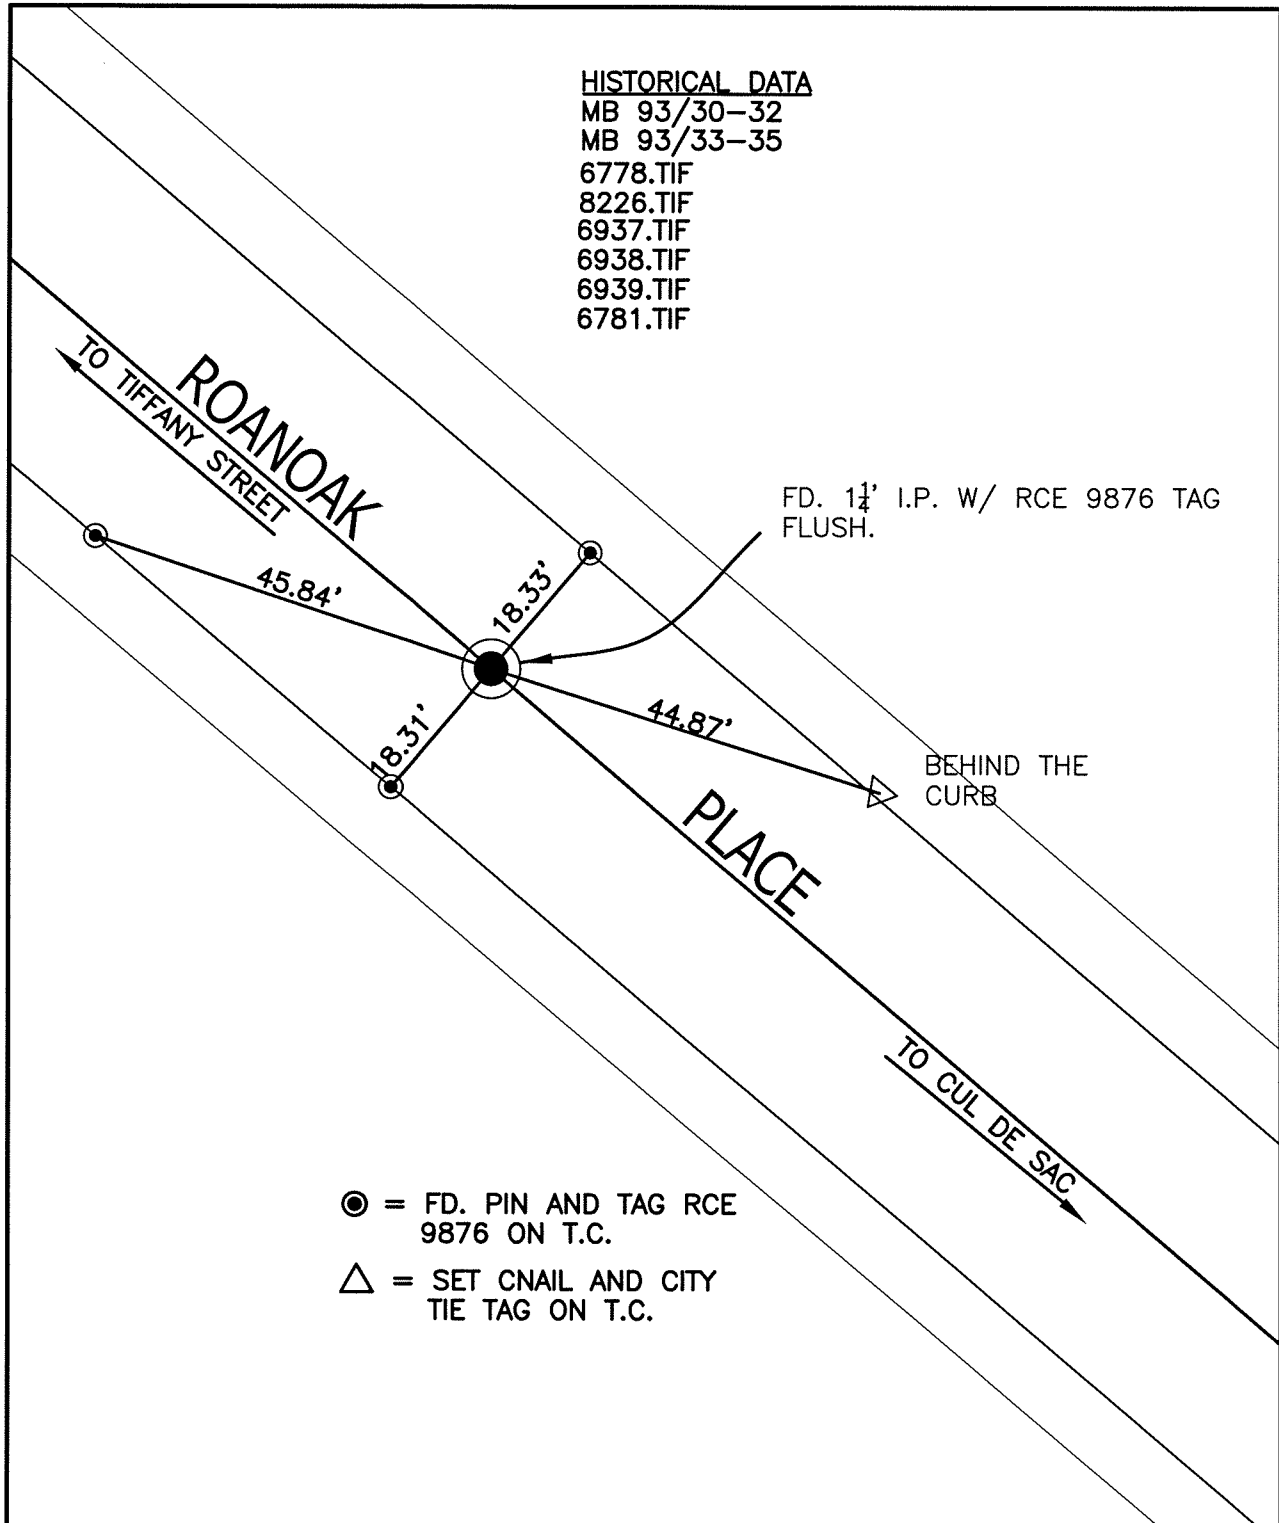 HISTORICAL DATA
MB 93/30-32
MB 93/33-35
6778.TIF
8226.TIF
6937.TIF
6938.TIF
6939.TIF
6781.TIF
ROANOAK
TO TIFFANY STREET
FD. 1¼' I.P. W/ RCE 9876 TAG
FLUSH.
45.84'
18.33'
18.31'
44.87'
BEHIND THE
CURB
PLACE
TO CUL DE SAC
= FD. PIN AND TAG RCE
9876 ON T.C.
= SET CNAIL AND CITY
TIE TAG ON T.C.